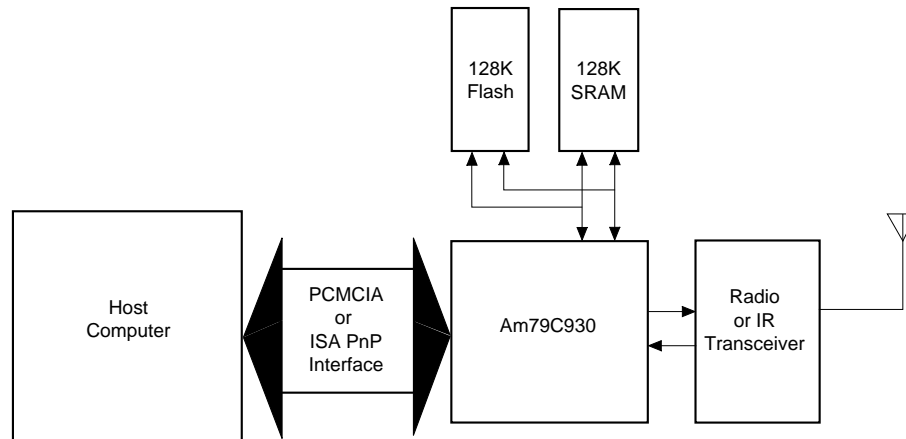 128K
Flash
128K
SRAM
Host
Computer
PCMCIA
or
ISA PnP
Interface
Am79C930
Radio
or IR
Transceiver